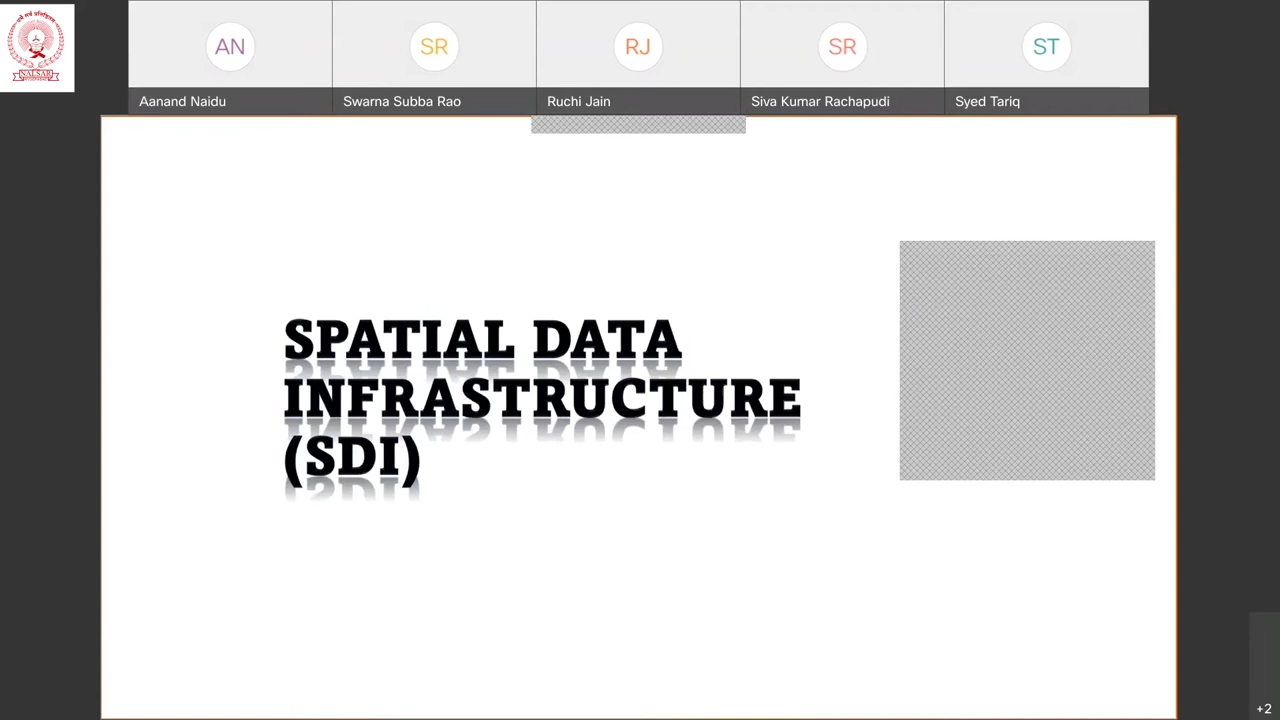 NALSAR
AN
SR
RJ
SR
ST
Aanand Naidu
Swarna Subba Rao
Ruchi Jain
Siva Kumar Rachapudi
Syed Tariq
SPATIAL DATA
INFRASTRUCTURE
(SDI)
+2